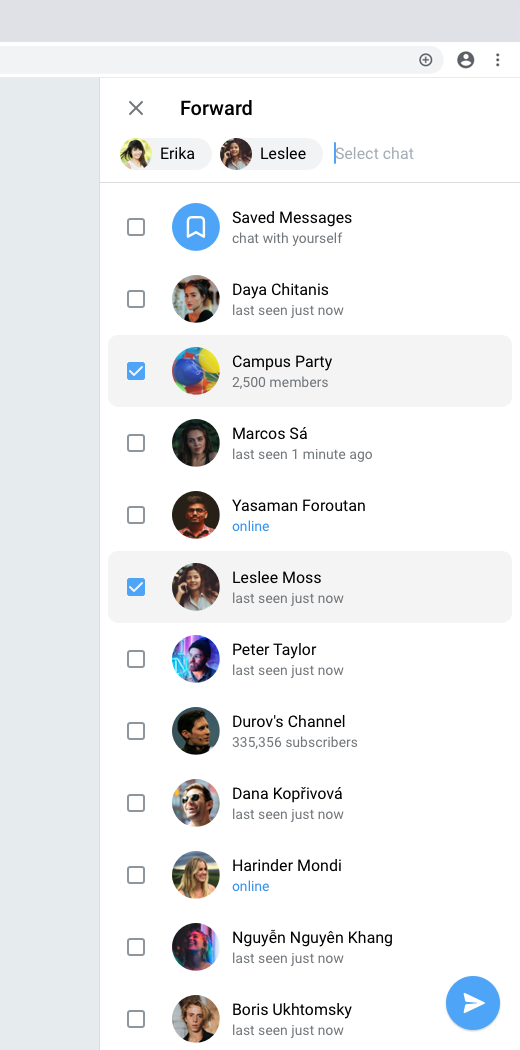 Forward
Erika
Leslee
Select chat
Saved Messages
chat with yourself
Daya Chitanis
last seen just now
Campus Party
2,500 members
Marcos Sá
last seen 1 minute ago
Yasaman Foroutan
online
Leslee Moss
last seen just now
Peter Taylor
last seen just now
Durov's Channel
335,356 subscribers
Dana Kopřivová
last seen just now
Harinder Mondi
online
Nguyễn Nguyên Khang
last seen just now
Boris Ukhtomsky
last seen just now